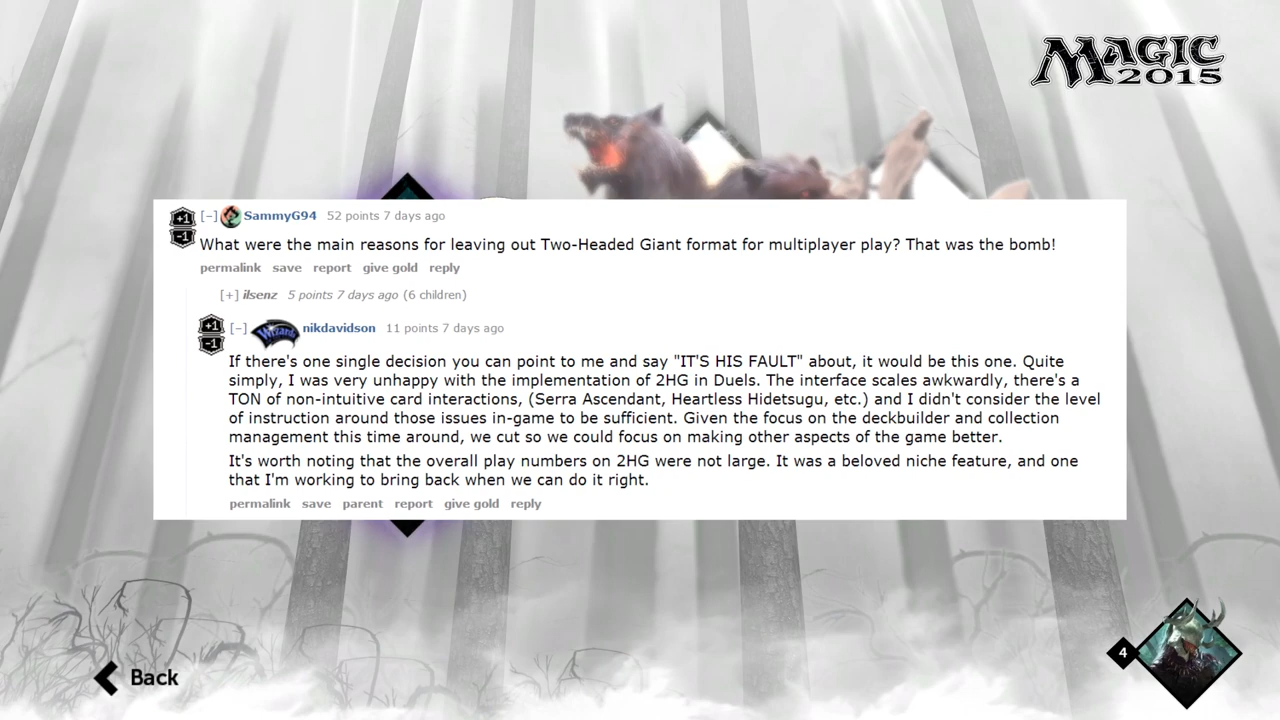 MAGIC
2015
+1
-1
[−] SammyG94 52 points 7 days ago
What were the main reasons for leaving out Two-Headed Giant format for multiplayer play? That was the bomb!
permalink save report give gold reply
[+] ilsenz 5 points 7 days ago (6 children)
+1
-1
[−] Wizards nikdavidson 11 points 7 days ago
If there's one single decision you can point to me and say "IT'S HIS FAULT" about, it would be this one. Quite
simply, I was very unhappy with the implementation of 2HG in Duels. The interface scales awkwardly, there's a
TON of non-intuitive card interactions, (Serra Ascendant, Heartless Hidetsugu, etc.) and I didn't consider the level
of instruction around those issues in-game to be sufficient. Given the focus on the deckbuilder and collection
management this time around, we cut so we could focus on making other aspects of the game better.
It's worth noting that the overall play numbers on 2HG were not large. It was a beloved niche feature, and one
that I'm working to bring back when we can do it right.
permalink save parent report give gold reply
Back
4